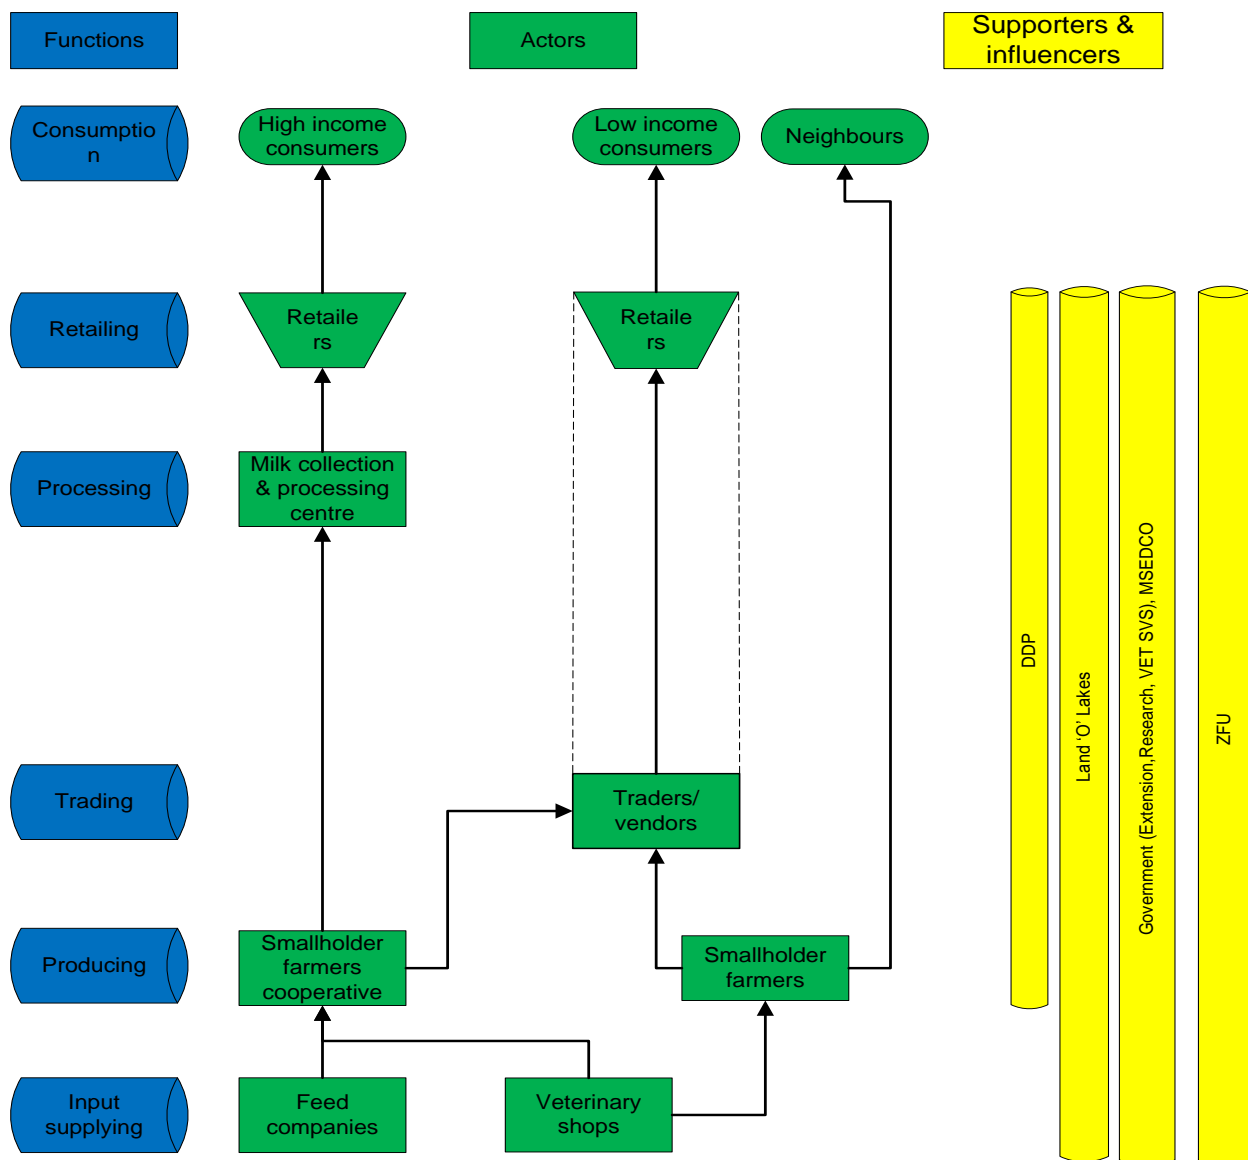 Functions
Actors
Supporters &
influencers
Consumptio
n
High income
consumers
Low income
consumers
Neighbours
Retailing
Retaile
rs
Retaile
rs
Processing
Milk collection
& processing
centre
Trading
Traders/
vendors
Producing
Smallholder
farmers
cooperative
Smallholder
farmers
Input
supplying
Feed
companies
Veterinary
shops
DDP
Land 'O' Lakes
Government (Extension,Research, VET SVS), MSEDCO
ZFU